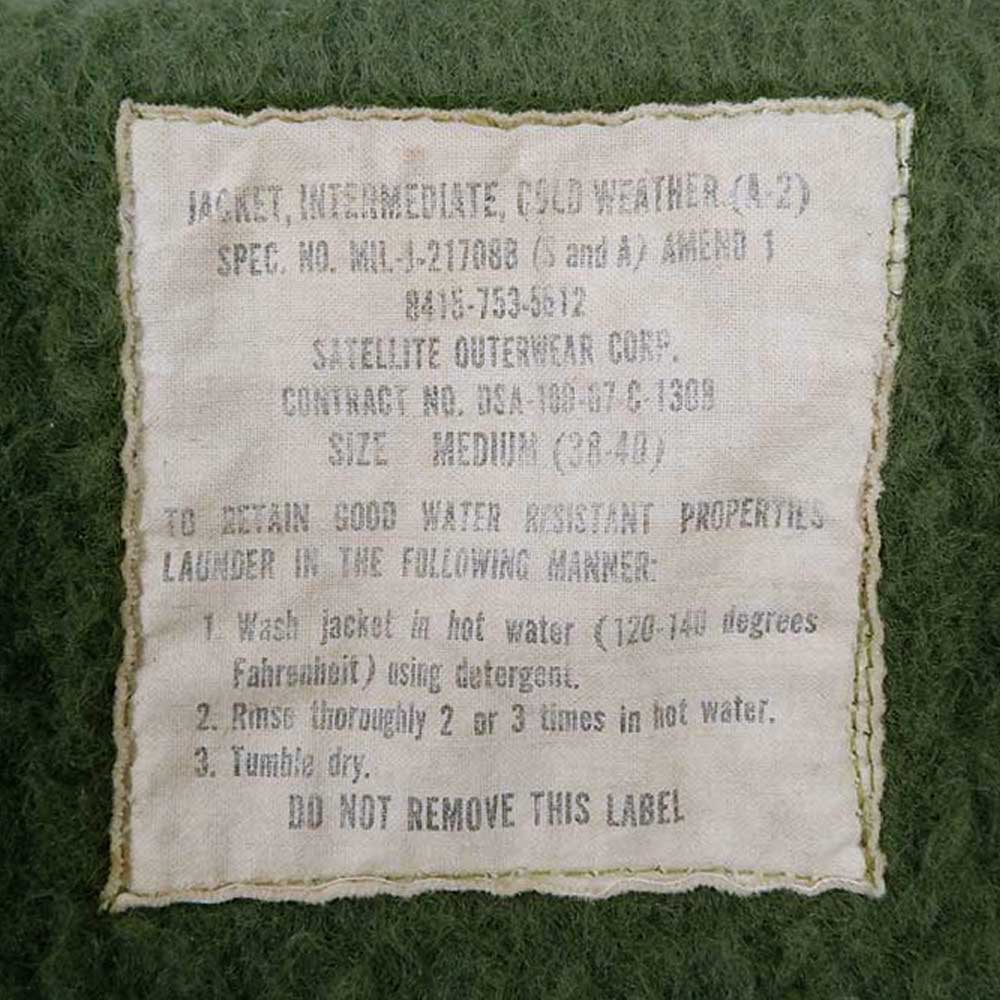 JACKET, INTERMEDIATE, COLD WEATHER (A-2)
SPEC. NO. MIL-J-21708B (S and A) AMEND 1
8415-753-5612
SATELLITE OUTERWEAR CORP.
CONTRACT NO. DSA-100-67-C-1309
SIZE MEDIUM (38-40)
TO RETAIN GOOD WATER RESISTANT PROPERTIES
LAUNDER IN THE FOLLOWING MANNER:
1. Wash jacket in hot water (120-140 degrees
Fahrenheit) using detergent.
2. Rinse thoroughly 2 or 3 times in hot water.
3. Tumble dry.
DO NOT REMOVE THIS LABEL